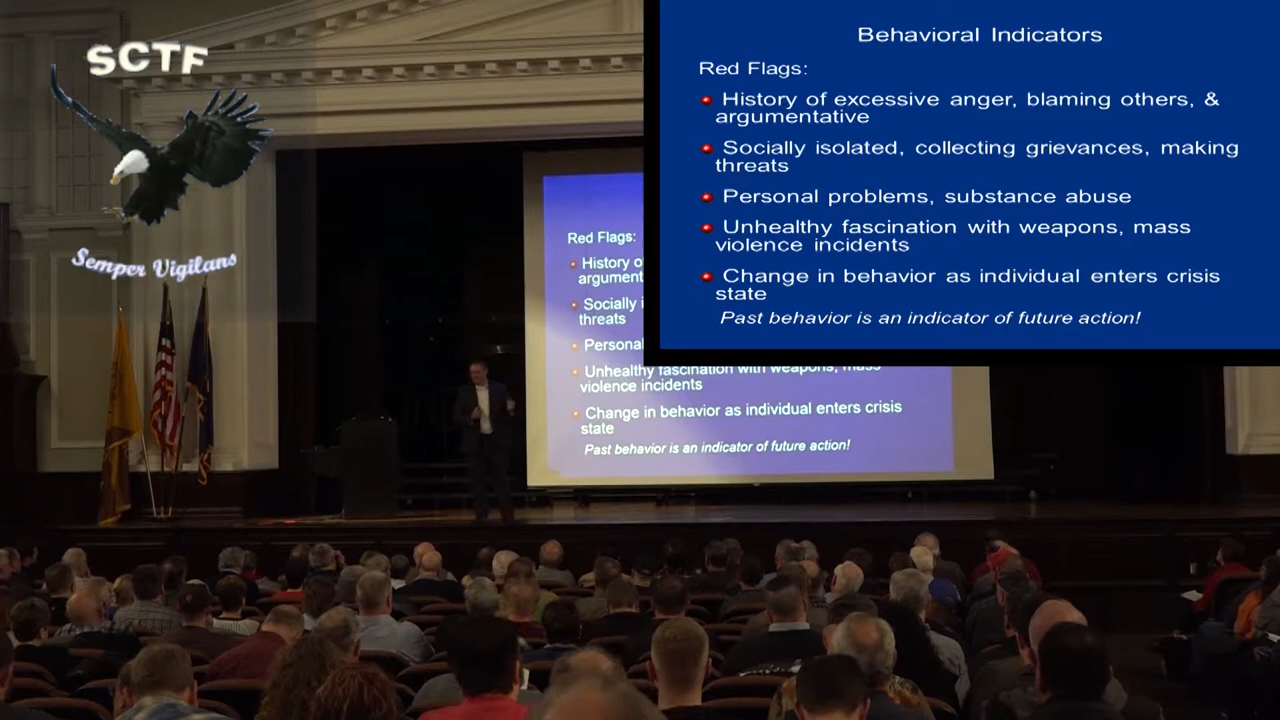 SCTF
Semper Vigilans
Behavioral Indicators
Red Flags:
History of excessive anger, blaming others, &
argumentative
Socially isolated, collecting grievances, making
threats
Personal problems, substance abuse
Unhealthy fascination with weapons, mass
violence incidents
Change in behavior as individual enters crisis
state
Past behavior is an indicator of future action!
Red Flags:
History
argument
Socially
threats
Personal
Unhealthy fascination with weapons, mass
violence incidents
Change in behavior as individual enters crisis
state
Past behavior is an indicator of future action!